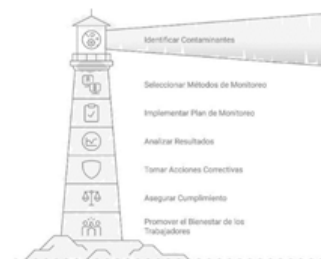 Identificar Contaminantes
Seleccionar Métodos de Monitoreo
Implementar Plan de Monitoreo
Analizar Resultados
Tomar Acciones Correctivas
Asegurar Cumplimiento
Promover el Bienestar de los
Trabajadores